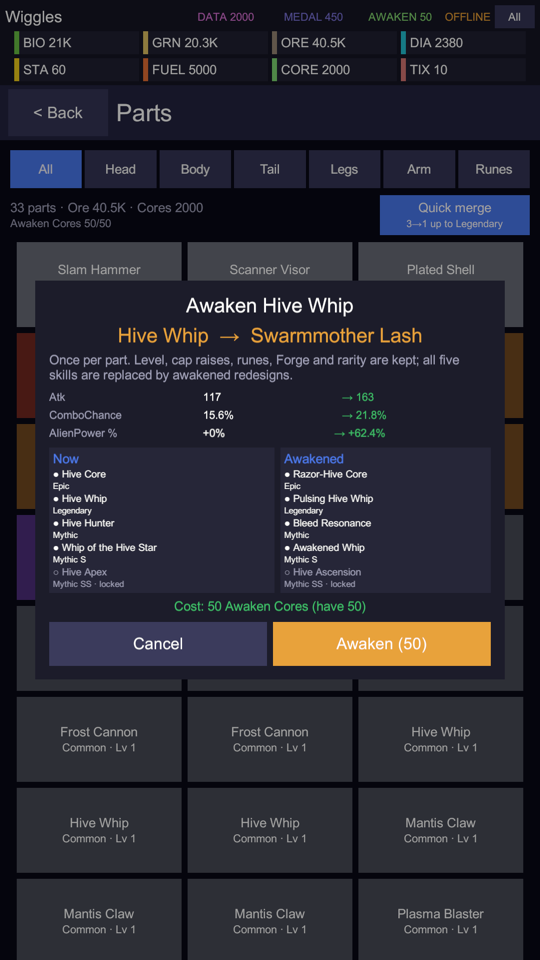 Wiggles
DATA 2000
MEDAL 450
AWAKEN 50
OFFLINE
All
BIO 21K
GRN 20.3K
ORE 40.5K
DIA 2380
STA 60
FUEL 5000
CORE 2000
TIX 10
< Back
Parts
All
Head
Body
Tail
Legs
Arm
Runes
33 parts · Ore 40.5K · Cores 2000
Awaken Cores 50/50
Quick merge
3→1 up to Legendary
Slam Hammer
Scanner Visor
Plated Shell
Awaken Hive Whip
Hive Whip → Swarmmother Lash
Once per part. Level, cap raises, runes, Forge and rarity are kept; all five
skills are replaced by awakened redesigns.
Atk 117 → 163
ComboChance 15.6% → 21.8%
AlienPower % +0% → +62.4%
Now
● Hive Core
Epic
● Hive Whip
Legendary
● Hive Hunter
Mythic
● Whip of the Hive Star
Mythic S
○ Hive Apex
Mythic SS · locked
Awakened
● Razor-Hive Core
Epic
● Pulsing Hive Whip
Legendary
● Bleed Resonance
Mythic
● Awakened Whip
Mythic S
○ Hive Ascension
Mythic SS · locked
Cost: 50 Awaken Cores (have 50)
Cancel
Awaken (50)
Frost Cannon
Common · Lv 1
Frost Cannon
Common · Lv 1
Hive Whip
Common · Lv 1
Hive Whip
Common · Lv 1
Hive Whip
Common · Lv 1
Mantis Claw
Common · Lv 1
Mantis Claw
Common · Lv 1
Mantis Claw
Common · Lv 1
Plasma Blaster
Common · Lv 1